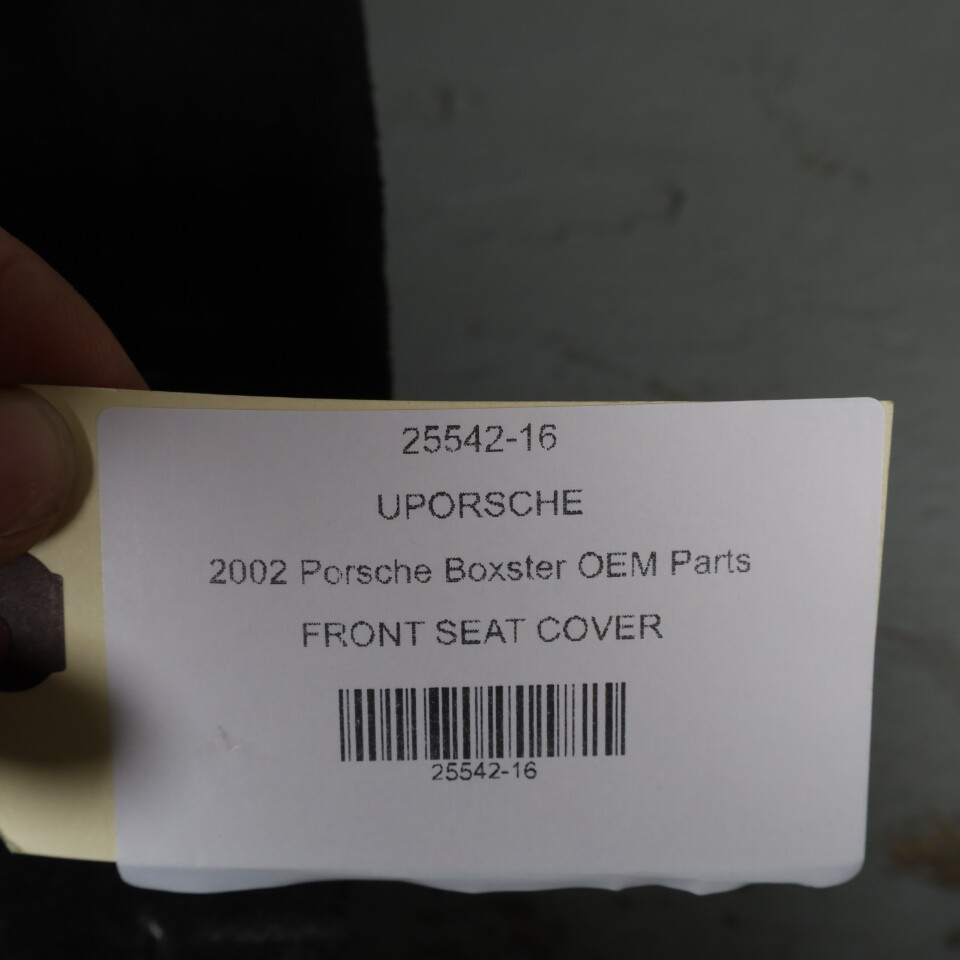 25542-16
UPORSCHE
2002 Porsche Boxster OEM Parts
FRONT SEAT COVER
25542-16